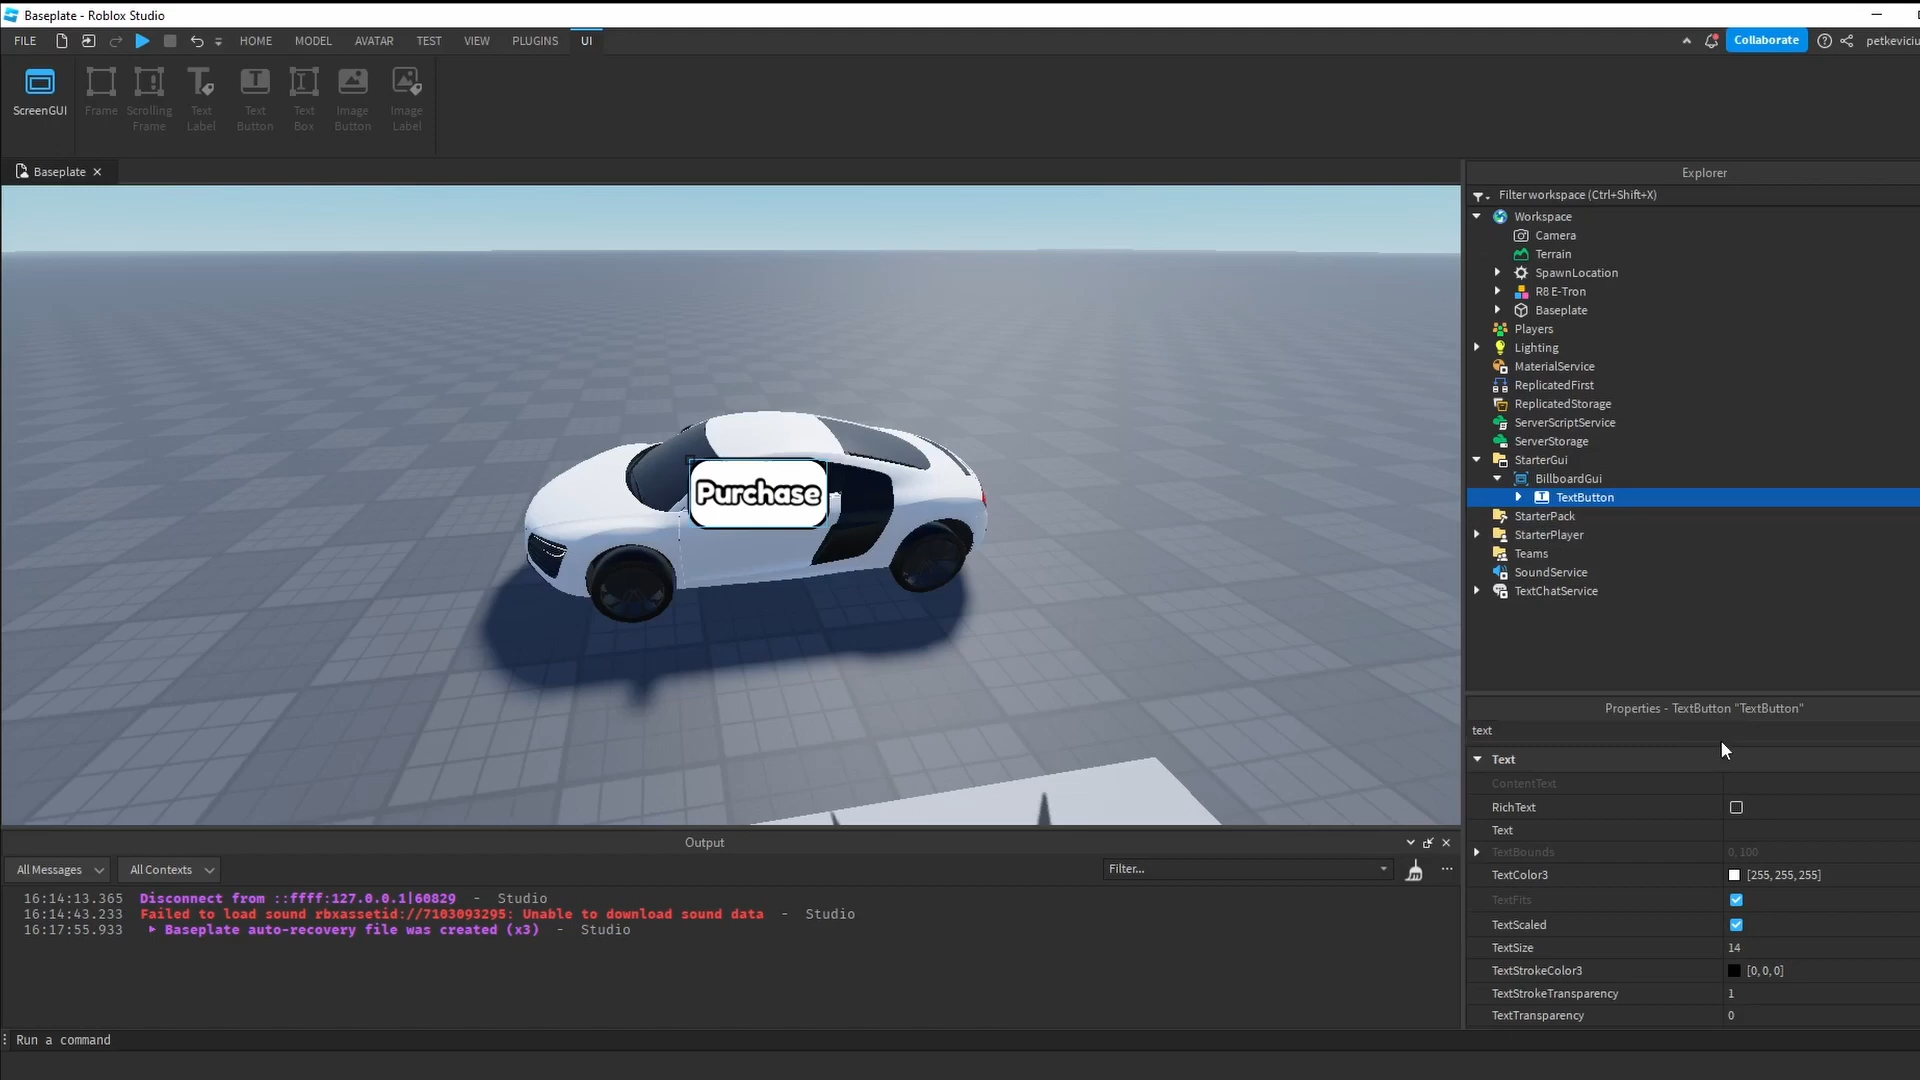 Baseplate - Roblox Studio
FILE HOME MODEL AVATAR TEST VIEW PLUGINS UI Collaborate petkeviciu
ScreenGUI
Frame
Scrolling Frame
Text Label
Text Button
Text Box
Image Button
Image Label
Baseplate
Purchase
Explorer
Filter workspace (Ctrl+Shift+X)
Workspace
Camera
Terrain
SpawnLocation
R8 E-Tron
Baseplate
Players
Lighting
MaterialService
ReplicatedFirst
ReplicatedStorage
ServerScriptService
ServerStorage
StarterGui
BillboardGui
TextButton
StarterPack
StarterPlayer
Teams
SoundService
TextChatService
Properties - TextButton "TextButton"
text
Text
ContentText
RichText
Text
TextBounds 0, 100
TextColor3 [255, 255, 255]
TextFits
TextScaled
TextSize 14
TextStrokeColor3 [0, 0, 0]
TextStrokeTransparency 1
TextTransparency 0
Output
All Messages All Contexts Filter...
16:14:13.365 Disconnect from ::ffff:127.0.0.1|60829 - Studio
16:14:43.233 Failed to load sound rbxassetid://7103093295: Unable to download sound data - Studio
16:17:55.933 Baseplate auto-recovery file was created (x3) - Studio
Run a command